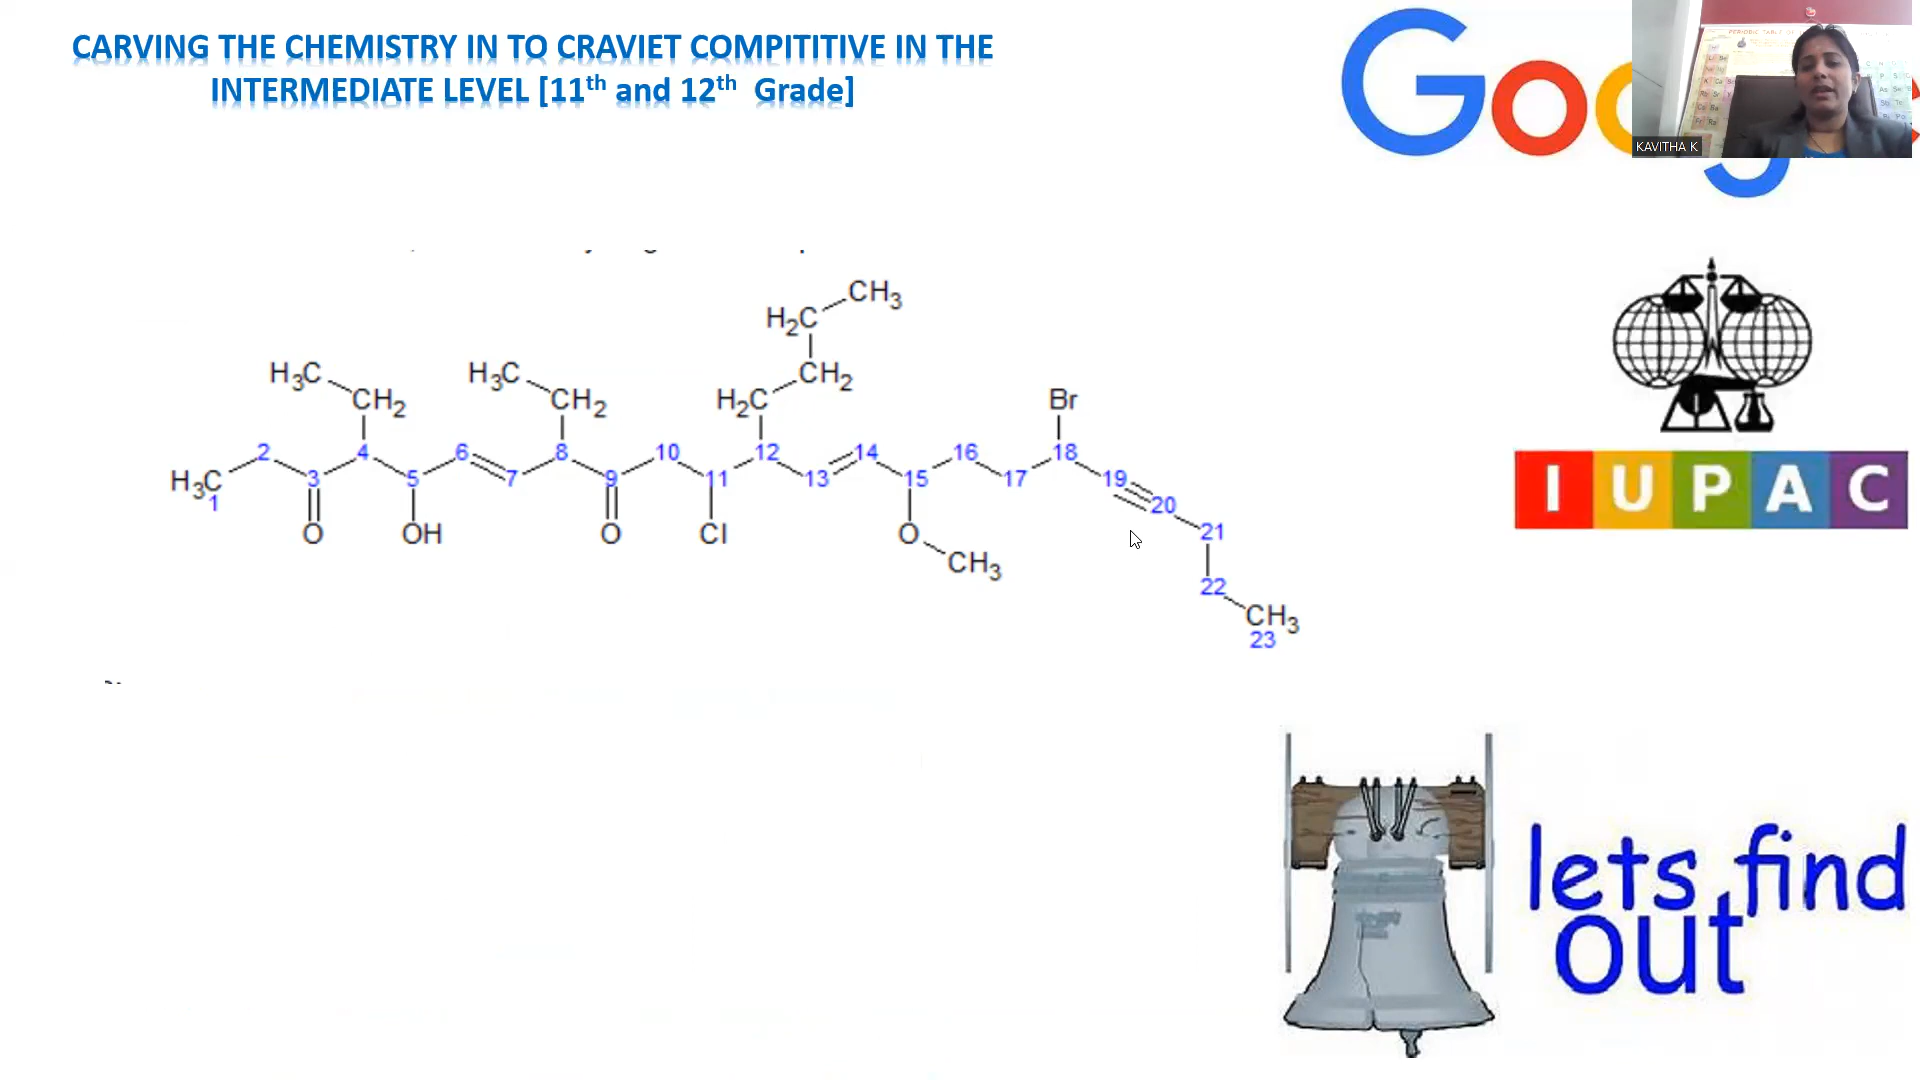 CARVING THE CHEMISTRY IN TO CRAVIET COMPITITIVE IN THE
INTERMEDIATE LEVEL [11th and 12th Grade]
Goo
KAVITHA K
CH3
H2C
H3C
H3C
CH2
CH2
CH2
H2C
Br
2
4
6
8
10
12
14
16
18
H3C
1
3
5
7
9
11
13
15
17
19
20
O
OH
O
Cl
O
CH3
21
22
CH3
23
I U P A C
lets find
out